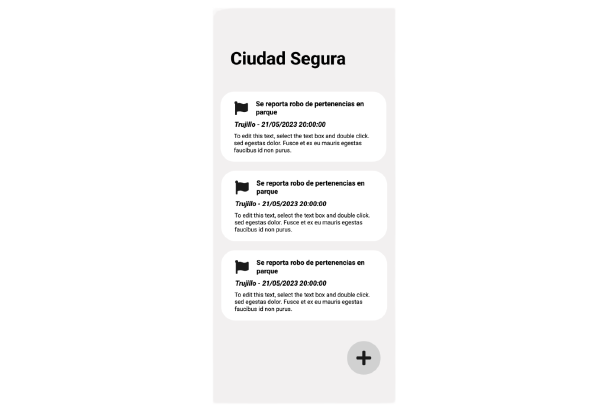 Ciudad Segura
Se reporta robo de pertenencias en
parque
Trujillo - 21/05/2023 20:00:00
To edit this text, select the text box and double click.
sed egestas dolor. Fusce et ex eu mauris egestas
faucibus id non purus.
Se reporta robo de pertenencias en
parque
Trujillo - 21/05/2023 20:00:00
To edit this text, select the text box and double click.
sed egestas dolor. Fusce et ex eu mauris egestas
faucibus id non purus.
Se reporta robo de pertenencias en
parque
Trujillo - 21/05/2023 20:00:00
To edit this text, select the text box and double click.
sed egestas dolor. Fusce et ex eu mauris egestas
faucibus id non purus.